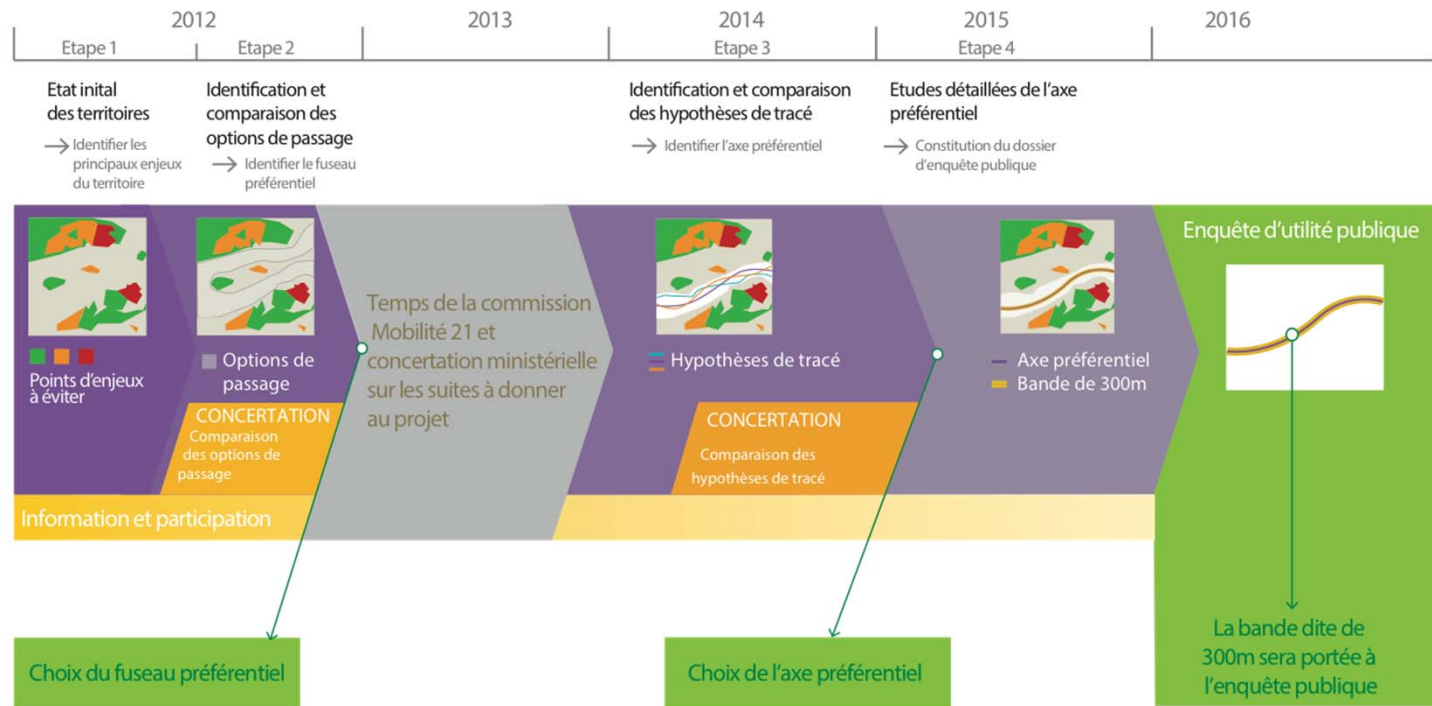 2012
2013
2014
2015
2016
Etape 1
Etape 2
Etape 3
Etape 4
Etat inital
des territoires
→ Identifier les
principaux enjeux
du territoire
Identification et
comparaison des
options de passage
→ Identifier le fuseau
préférentiel
Identification et comparaison
des hypothèses de tracé
→ Identifier l'axe préférentiel
Etudes détaillées de l'axe
préférentiel
→ Constitution du dossier
d'enquête publique
Points d'enjeux
à éviter
Options de
passage
CONCERTATION
Comparaison
des options de
passage
Information et participation
Temps de la commission
Mobilité 21 et
concertation ministérielle
sur les suites à donner
au projet
Hypothèses de tracé
CONCERTATION
Comparaison des
hypothèses de tracé
Axe préférentiel
Bande de 300m
Enquête d'utilité publique
Choix du fuseau préférentiel
Choix de l'axe préférentiel
La bande dite de
300m sera portée à
l'enquête publique